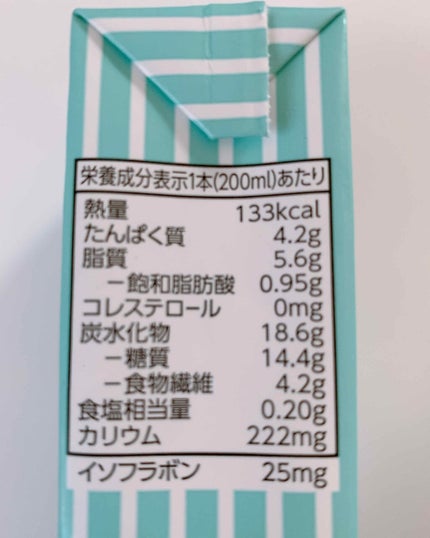 栄養成分表示1本(200ml)あたり
熱量 133kcal
たんぱく質 4.2g
脂質 5.6g
－飽和脂肪酸 0.95g
コレステロール 0mg
炭水化物 18.6g
－糖質 14.4g
－食物繊維 4.2g
食塩相当量 0.20g
カリウム 222mg
イソフラボン 25mg